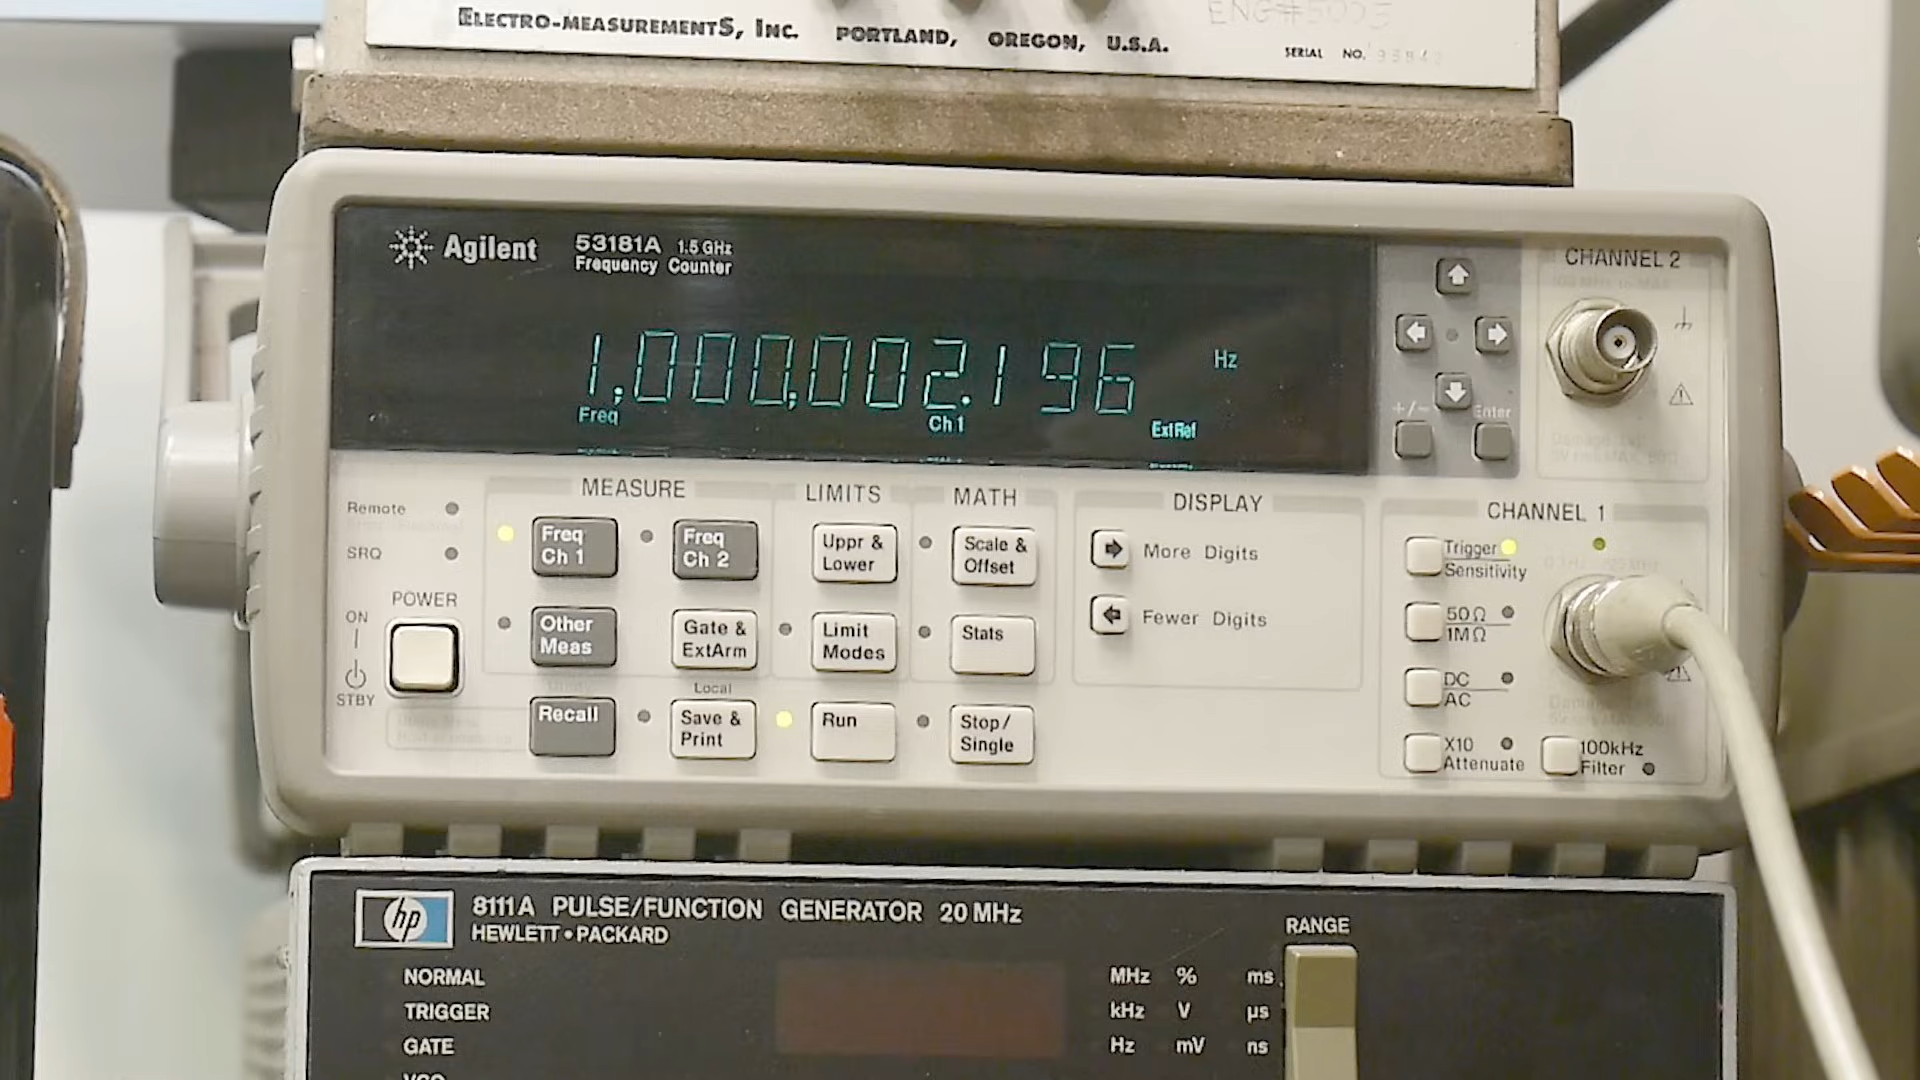 ELECTRO-MEASUREMENTS, INC. PORTLAND, OREGON, U.S.A.
ENG#5005
SERIAL NO.
Agilent
53181A 1.5 GHz
Frequency Counter
1,000,002.196 Hz
Freq
Ch1
ExtRef
+/-
Enter
CHANNEL 2
Remote
SRQ
POWER
ON
STBY
MEASURE
Freq
Ch 1
Freq
Ch 2
Other
Meas
Gate &
ExtArm
Recall
Local
Save &
Print
LIMITS
Uppr &
Lower
Limit
Modes
Run
MATH
Scale &
Offset
Stats
Stop/
Single
DISPLAY
More Digits
Fewer Digits
CHANNEL 1
Trigger
Sensitivity
50Ω
1MΩ
DC
AC
X10
Attenuate
100kHz
Filter
hp
8111A PULSE/FUNCTION GENERATOR 20 MHz
HEWLETT•PACKARD
NORMAL
TRIGGER
GATE
VCO
MHz % ms
kHz V µs
Hz mV ns
RANGE